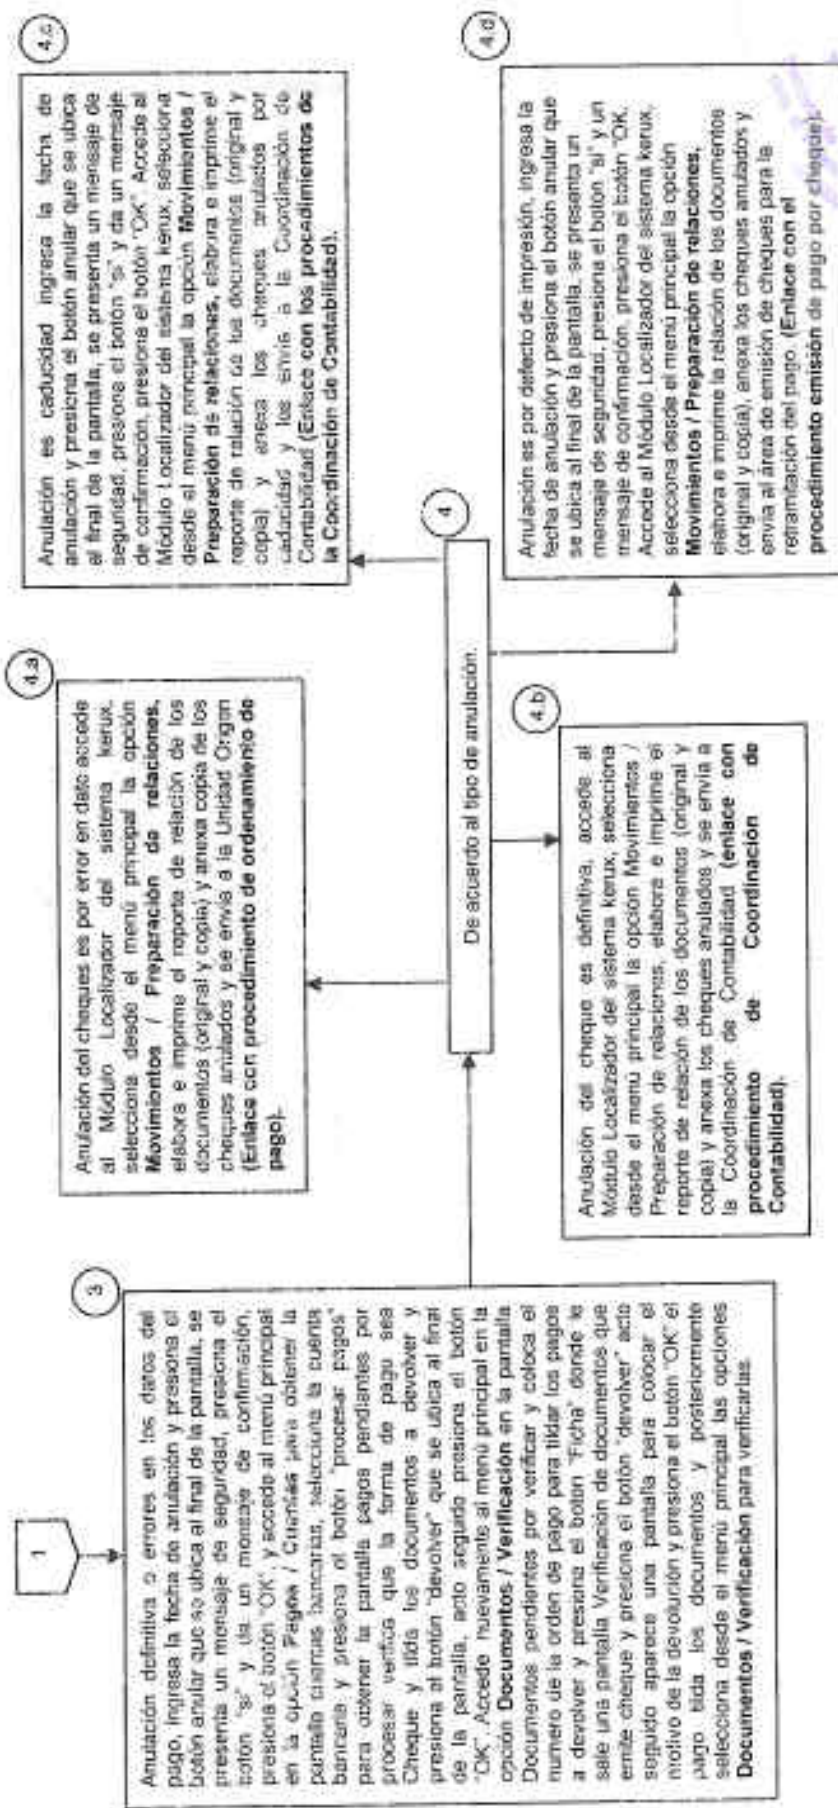 1
3
Anulación definitiva o errores en los datos del
pago, ingresa la fecha de anulación y presiona el
botón anular que se ubica al final de la pantalla, se
presenta un mensaje de seguridad, presiona el
botón "si" y da un mensaje de confirmación,
presiona el botón "OK", y accede al menú principal
en la opción Pagos / Cuentas para obtener la
pantalla cuentas bancarias, selecciona la cuenta
bancaria y presiona el botón "procesar pagos"
para obtener la pantalla pagos pendientes por
procesar verifica que la forma de pago sea
Cheque y tilda los documentos a devolver y
presiona el botón "devolver" que se ubica al final
de la pantalla, acto seguido presiona el botón
"OK". Accede nuevamente al menú principal en la
opción Documentos / Verificación en la pantalla
Documentos pendientes por verificar y coloca el
numero de la orden de pago para tildar los pagos
a devolver y presiona el botón "Ficha" donde le
sale una pantalla Verificación de documentos que
emite cheque y presiona el botón "devolver" acto
seguido aparece una pantalla para colocar el
motivo de la devolución y presiona el botón "OK" el
pago tilda los documentos y posteriormente
selecciona desde el menú principal las opciones
Documentos / Verificación para verificarlas.
4
De acuerdo al tipo de anulación.
4.a
Anulación del cheques es por error en dato accede
al Módulo Localizador del sistema kerux,
selecciona desde el menú principal la opción
Movimientos / Preparación de relaciones,
elabora e imprime el reporte de relación de los
documentos (original y copia) y anexa copia de los
cheques anulados y se envía a la Unidad Origen
(Enlace con procedimiento de ordenamiento de
pago).
4.b
Anulación del cheque es definitiva, accede al
Módulo Localizador del sistema kerux, selecciona
desde el menú principal la opción Movimientos /
Preparación de relaciones, elabora e imprime el
reporte de relación de los documentos (original y
copia) y anexa los cheques anulados y se envía a
la Coordinación de Contabilidad (enlace con
procedimiento de Coordinación de
Contabilidad).
4.c
Anulación es caducidad ingresa la fecha de
anulación y presiona el botón anular que se ubica
al final de la pantalla, se presenta un mensaje de
seguridad, presiona el botón "si" y da un mensaje
de confirmación, presiona el botón "OK" Accede al
Módulo Localizador del sistema kerux, selecciona
desde el menú principal la opción Movimientos /
Preparación de relaciones, elabora e imprime el
reporte de relación de los documentos (original y
copia) y anexa los cheques anulados por
caducidad y los envía a la Coordinación de
Contabilidad (Enlace con los procedimientos de
la Coordinación de Contabilidad).
4.d
Anulación es por defecto de impresión, ingresa la
fecha de anulación y presiona el botón anular que
se ubica al final de la pantalla, se presenta un
mensaje de seguridad, presiona el botón "si" y un
mensaje de confirmación, presiona el botón "OK.
Accede al Módulo Localizador del sistema kerux,
selecciona desde el menú principal la opción
Movimientos / Preparación de relaciones,
elabora e imprime la relación de los documentos
(original y copia), anexa los cheques anulados y
envía al área de emisión de cheques para la
retramitación del pago (Enlace con el
procedimiento emisión de pago por cheque).